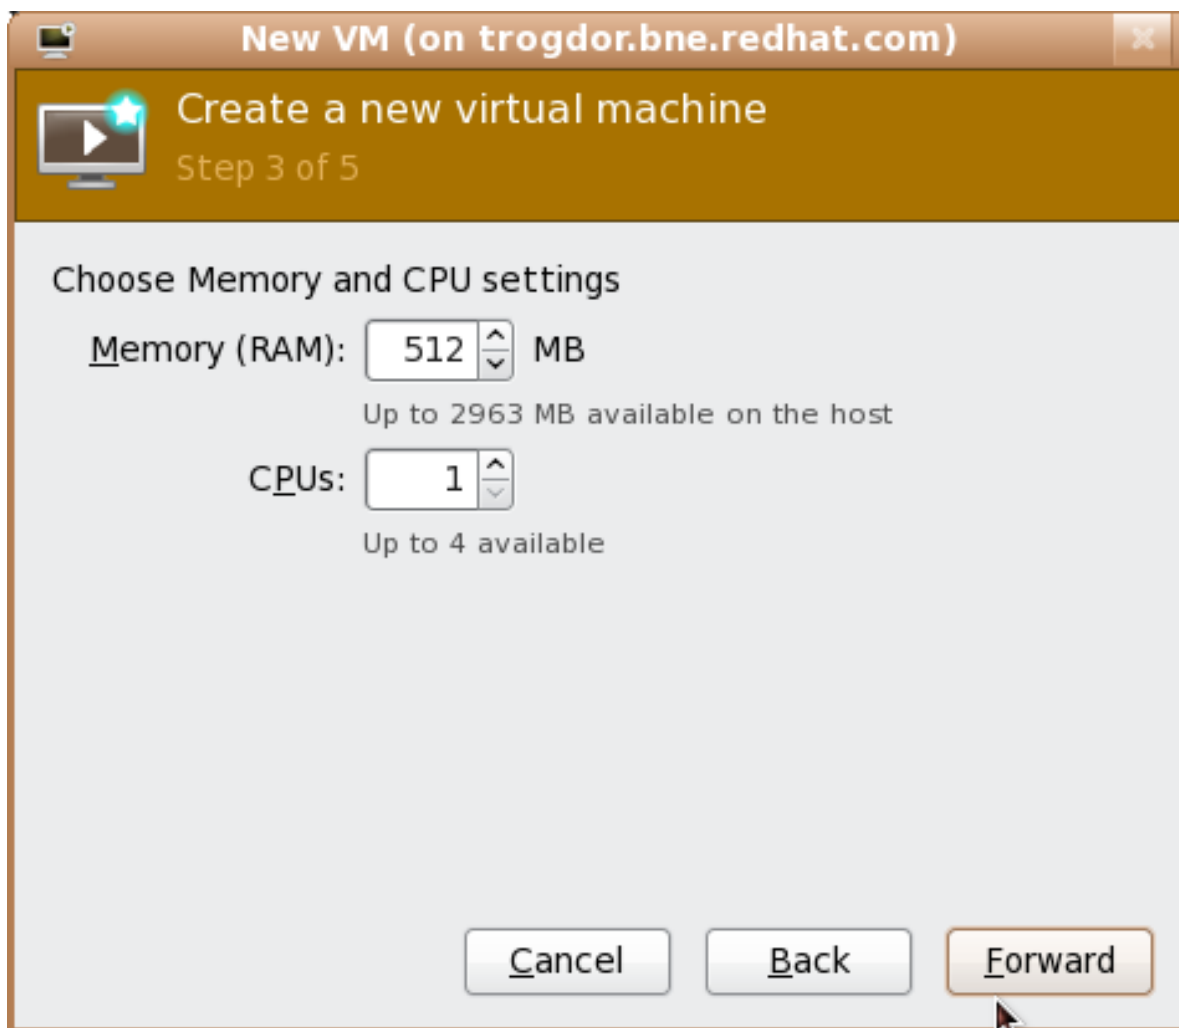 New VM (on trogdor.bne.redhat.com)
Create a new virtual machine
Step 3 of 5
Choose Memory and CPU settings
Memory (RAM): 512 MB
Up to 2963 MB available on the host
CPUs: 1
Up to 4 available
Cancel Back Forward